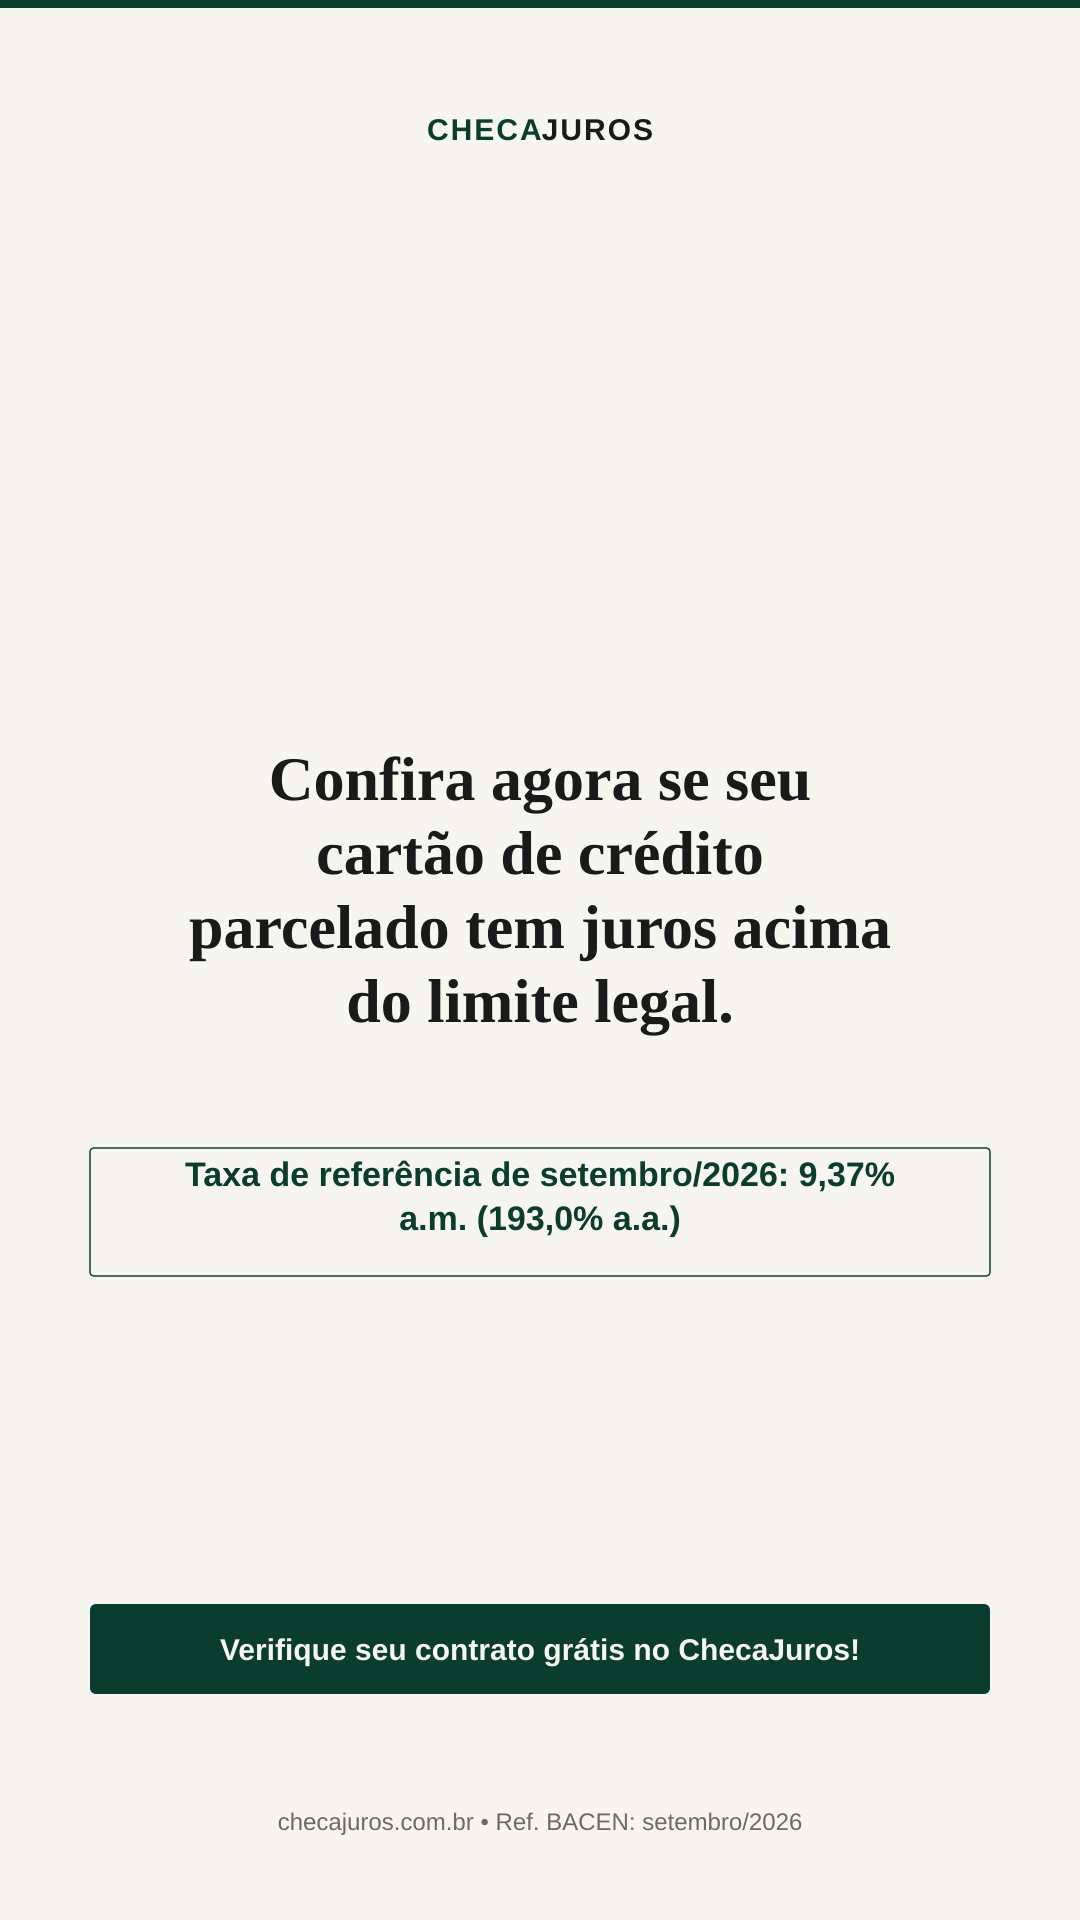 CHECAJUROS
Confira agora se seu
cartão de crédito
parcelado tem juros acima
do limite legal.
Taxa de referência de setembro/2026: 9,37%
a.m. (193,0% a.a.)
Verifique seu contrato grátis no ChecaJuros!
checajuros.com.br • Ref. BACEN: setembro/2026